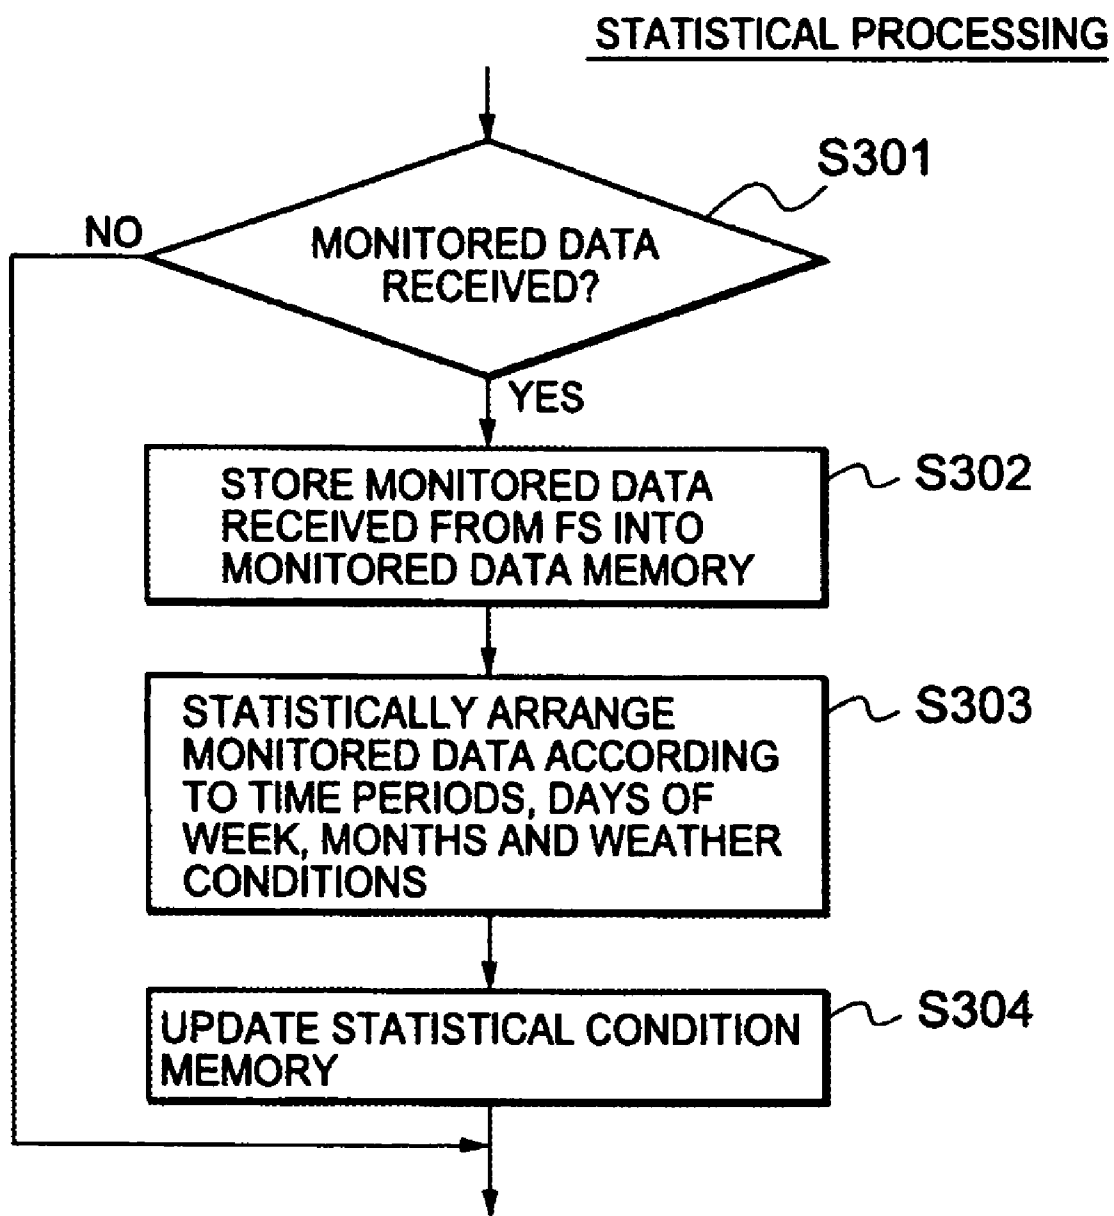 STATISTICAL PROCESSING
S301
NO
MONITORED DATA
RECEIVED?
YES
S302
STORE MONITORED DATA
RECEIVED FROM FS INTO
MONITORED DATA MEMORY
S303
STATISTICALLY ARRANGE
MONITORED DATA ACCORDING
TO TIME PERIODS, DAYS OF
WEEK, MONTHS AND WEATHER
CONDITIONS
S304
UPDATE STATISTICAL CONDITION
MEMORY